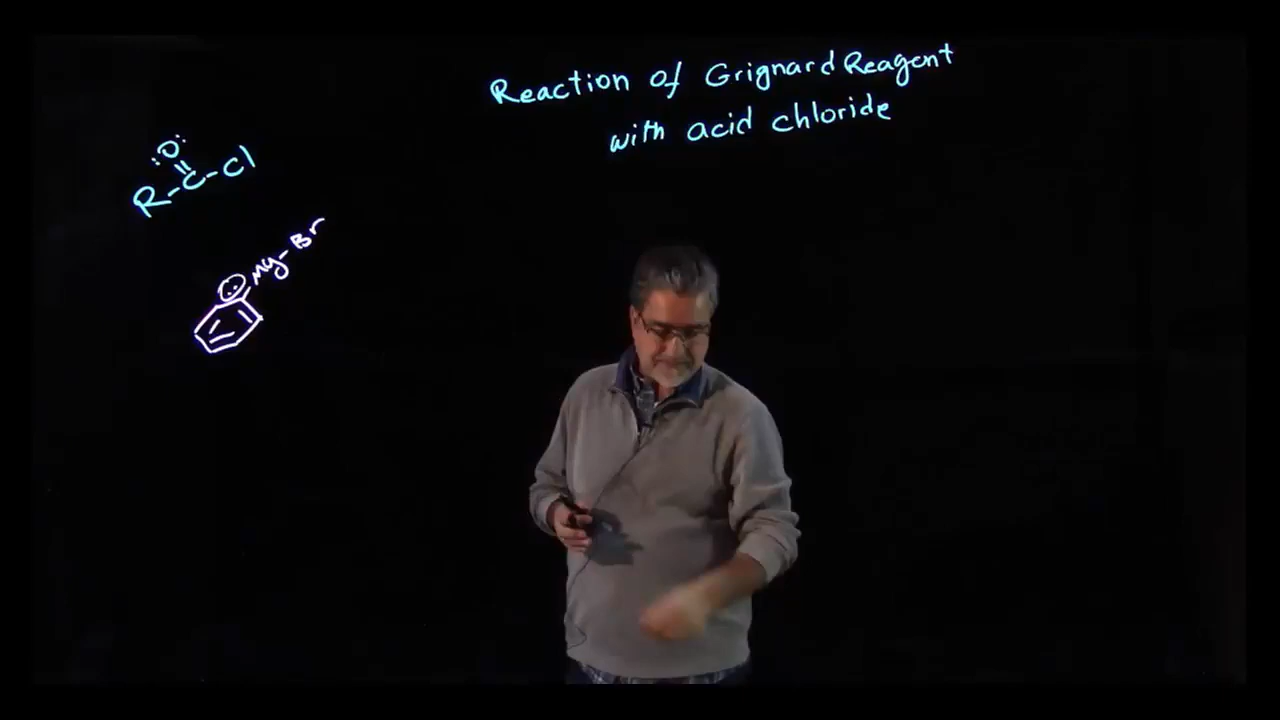 Reaction of Grignard Reagent
with acid chloride
:O:
R-C-Cl
Mg-Br